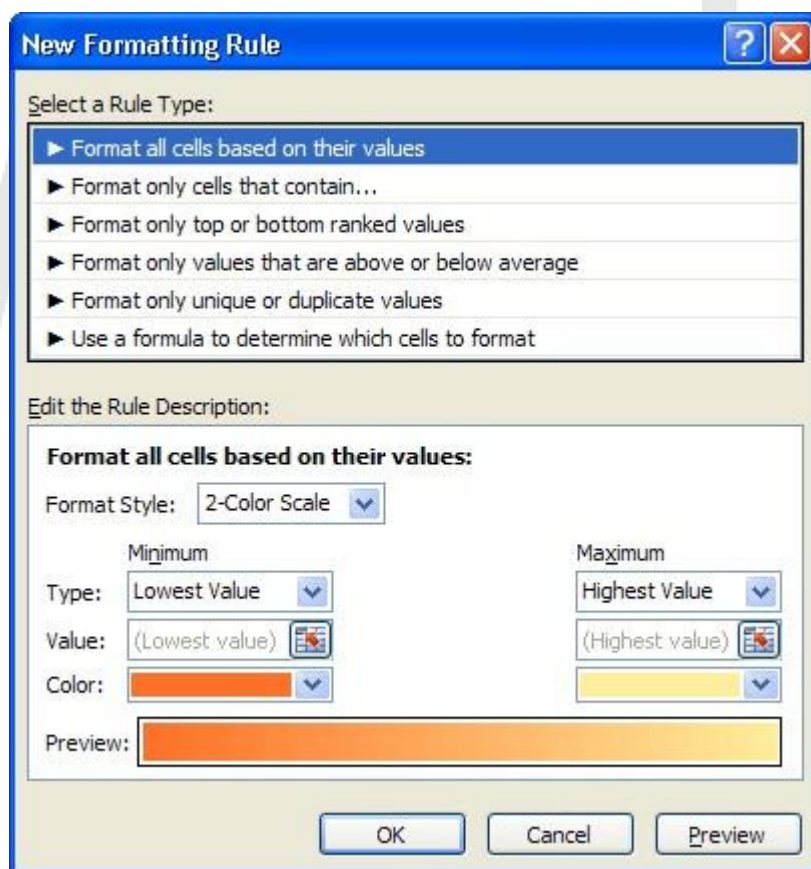 New Formatting Rule
Select a Rule Type:
► Format all cells based on their values
► Format only cells that contain...
► Format only top or bottom ranked values
► Format only values that are above or below average
► Format only unique or duplicate values
► Use a formula to determine which cells to format
Edit the Rule Description:
Format all cells based on their values:
Format Style: 2-Color Scale
Minimum Maximum
Type: Lowest Value Highest Value
Value: (Lowest value) (Highest value)
Color:
Preview:
OK Cancel Preview